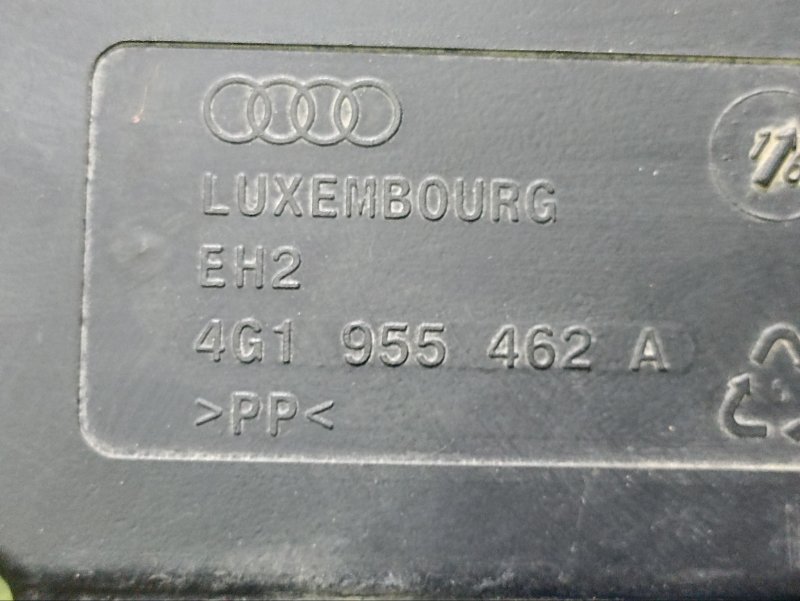 LUXEMBOURG
EH2
4G1 955 462 A
>PP<